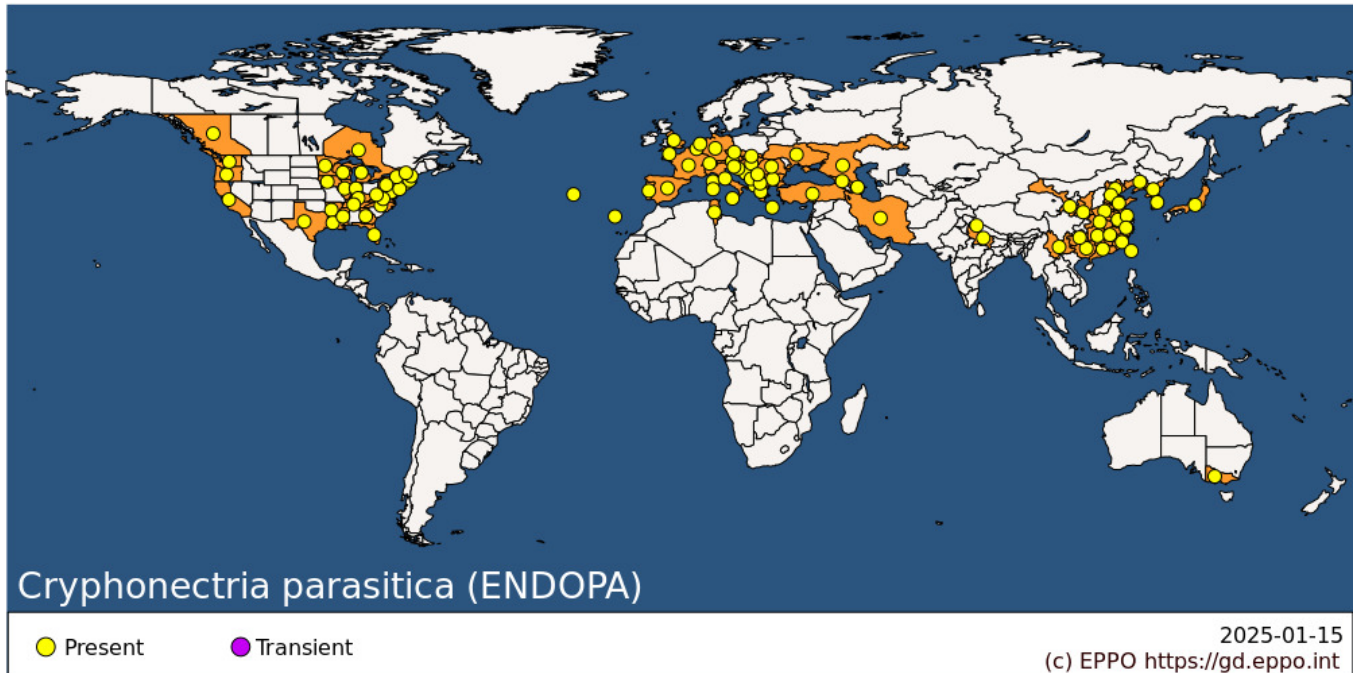 Cryphonectria parasitica (ENDOPA)
Present
Transient
2025-01-15
(c) EPPO https://gd.eppo.int